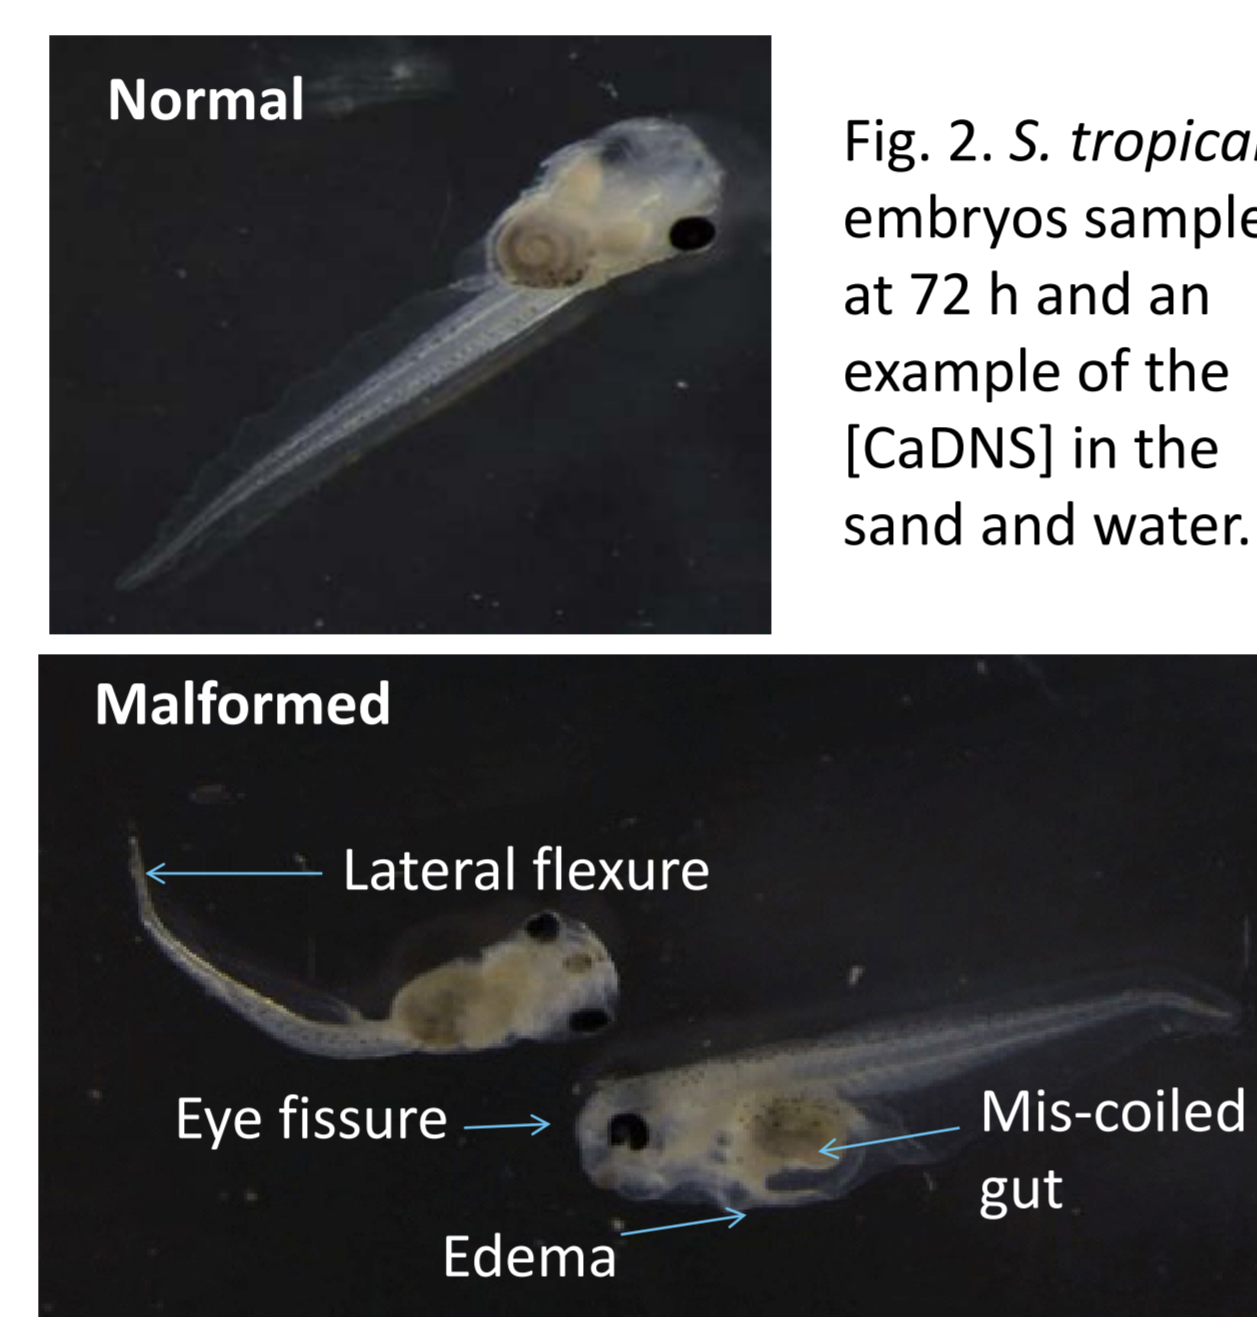 Normal
Fig. 2. S. tropical
embryos sample
at 72 h and an
example of the
[CaDNS] in the
sand and water.
Malformed
Lateral flexure
Eye fissure
Mis-coiled
gut
Edema